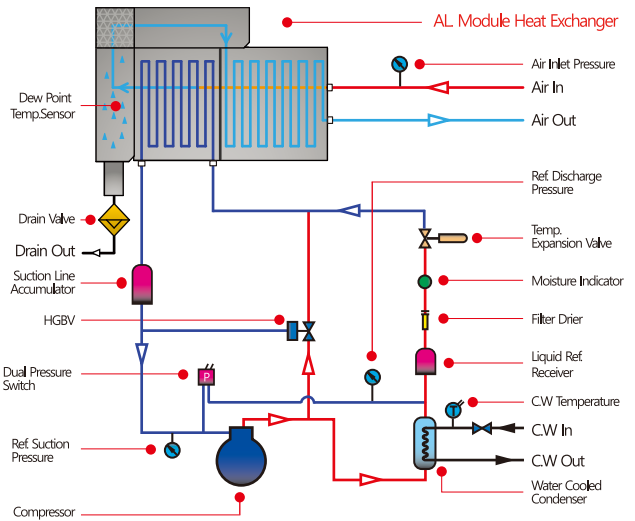 AL. Module Heat Exchanger
Air Inlet Pressure
Air In
Air Out
Dew Point
Temp.Sensor
Ref. Discharge
Pressure
Drain Valve
Drain Out
Temp.
Expansion Valve
Suction Line
Accumulator
Moisture Indicator
HGBV
Filter Drier
Dual Pressure
Switch
P
Liquid Ref.
Receiver
C.W Temperature
T
C.W In
Ref. Suction
Pressure
C.W Out
Water Cooled
Condenser
Compressor